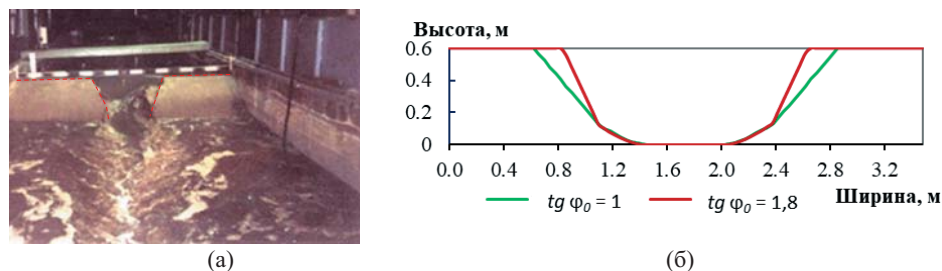 Высота, м
0.6
0.4
0.2
0
0.0 0.4 0.8 1.2 1.6 2.0 2.4 2.8 3.2
Ширина, м
tg φ₀ = 1 tg φ₀ = 1,8
(а) (б)